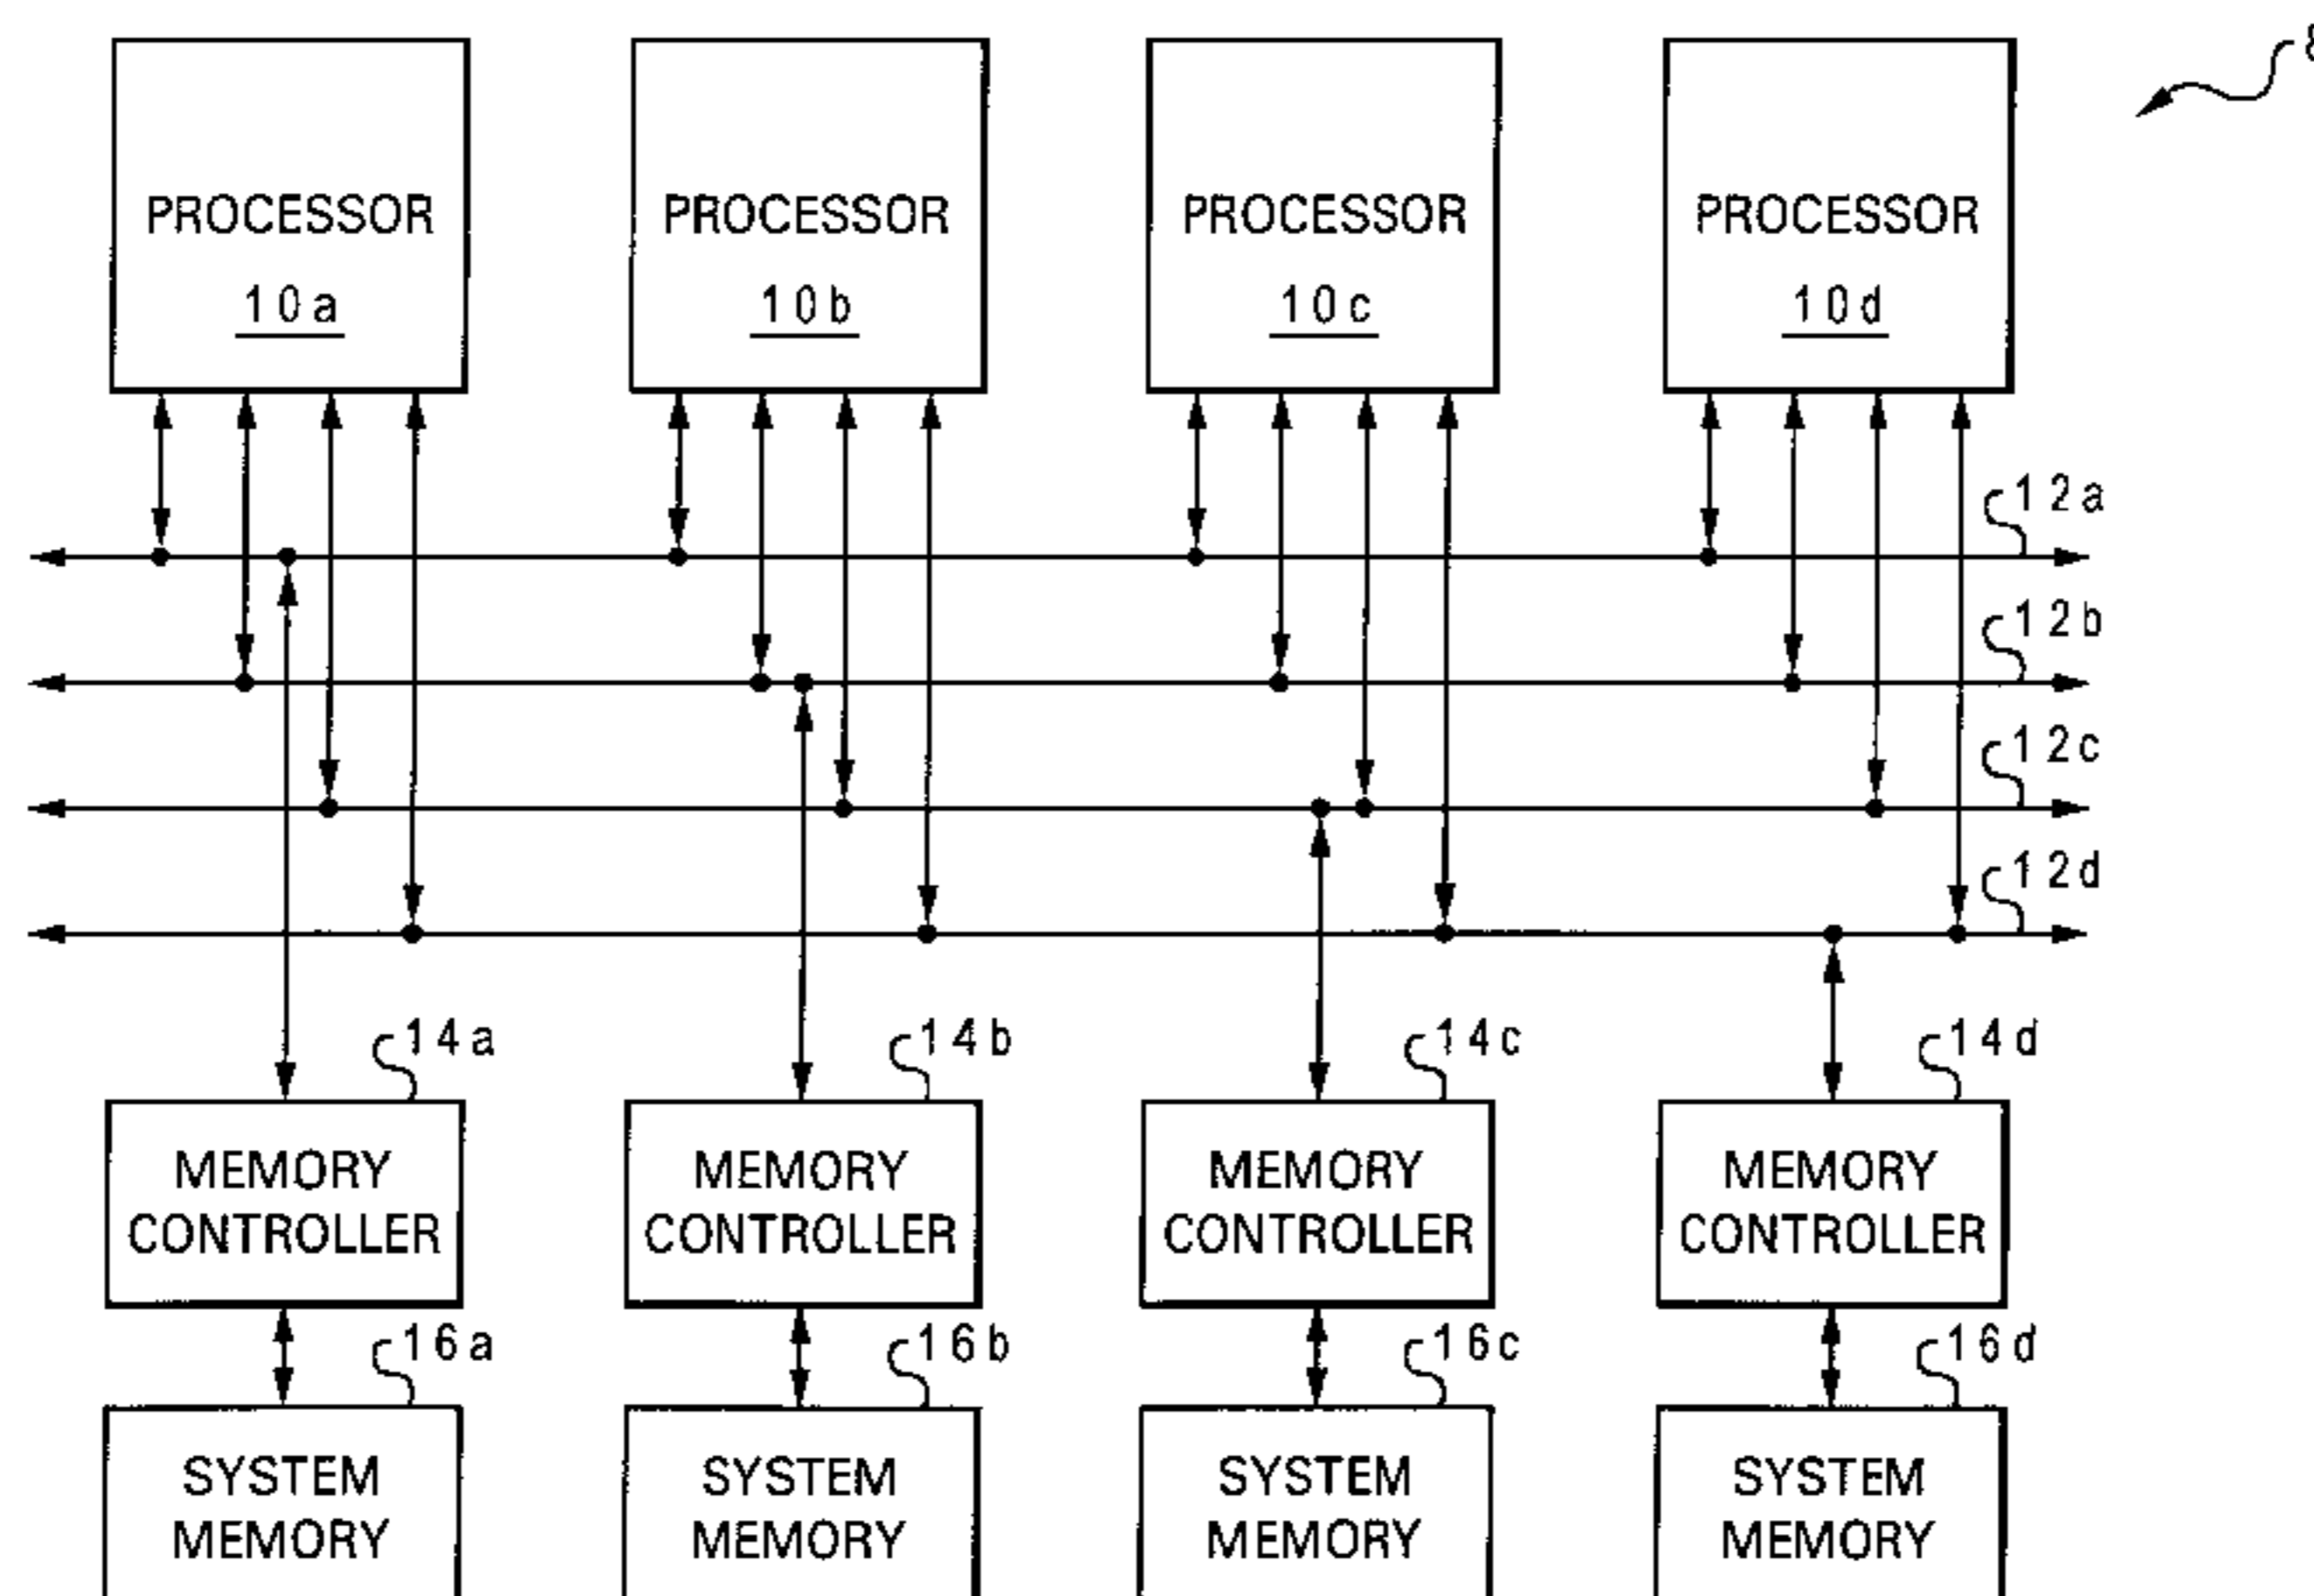 8
PROCESSOR
10a
PROCESSOR
10b
PROCESSOR
10c
PROCESSOR
10d
12a
12b
12c
12d
14a
14b
14c
14d
MEMORY
CONTROLLER
MEMORY
CONTROLLER
MEMORY
CONTROLLER
MEMORY
CONTROLLER
16a
16b
16c
16d
SYSTEM
MEMORY
SYSTEM
MEMORY
SYSTEM
MEMORY
SYSTEM
MEMORY